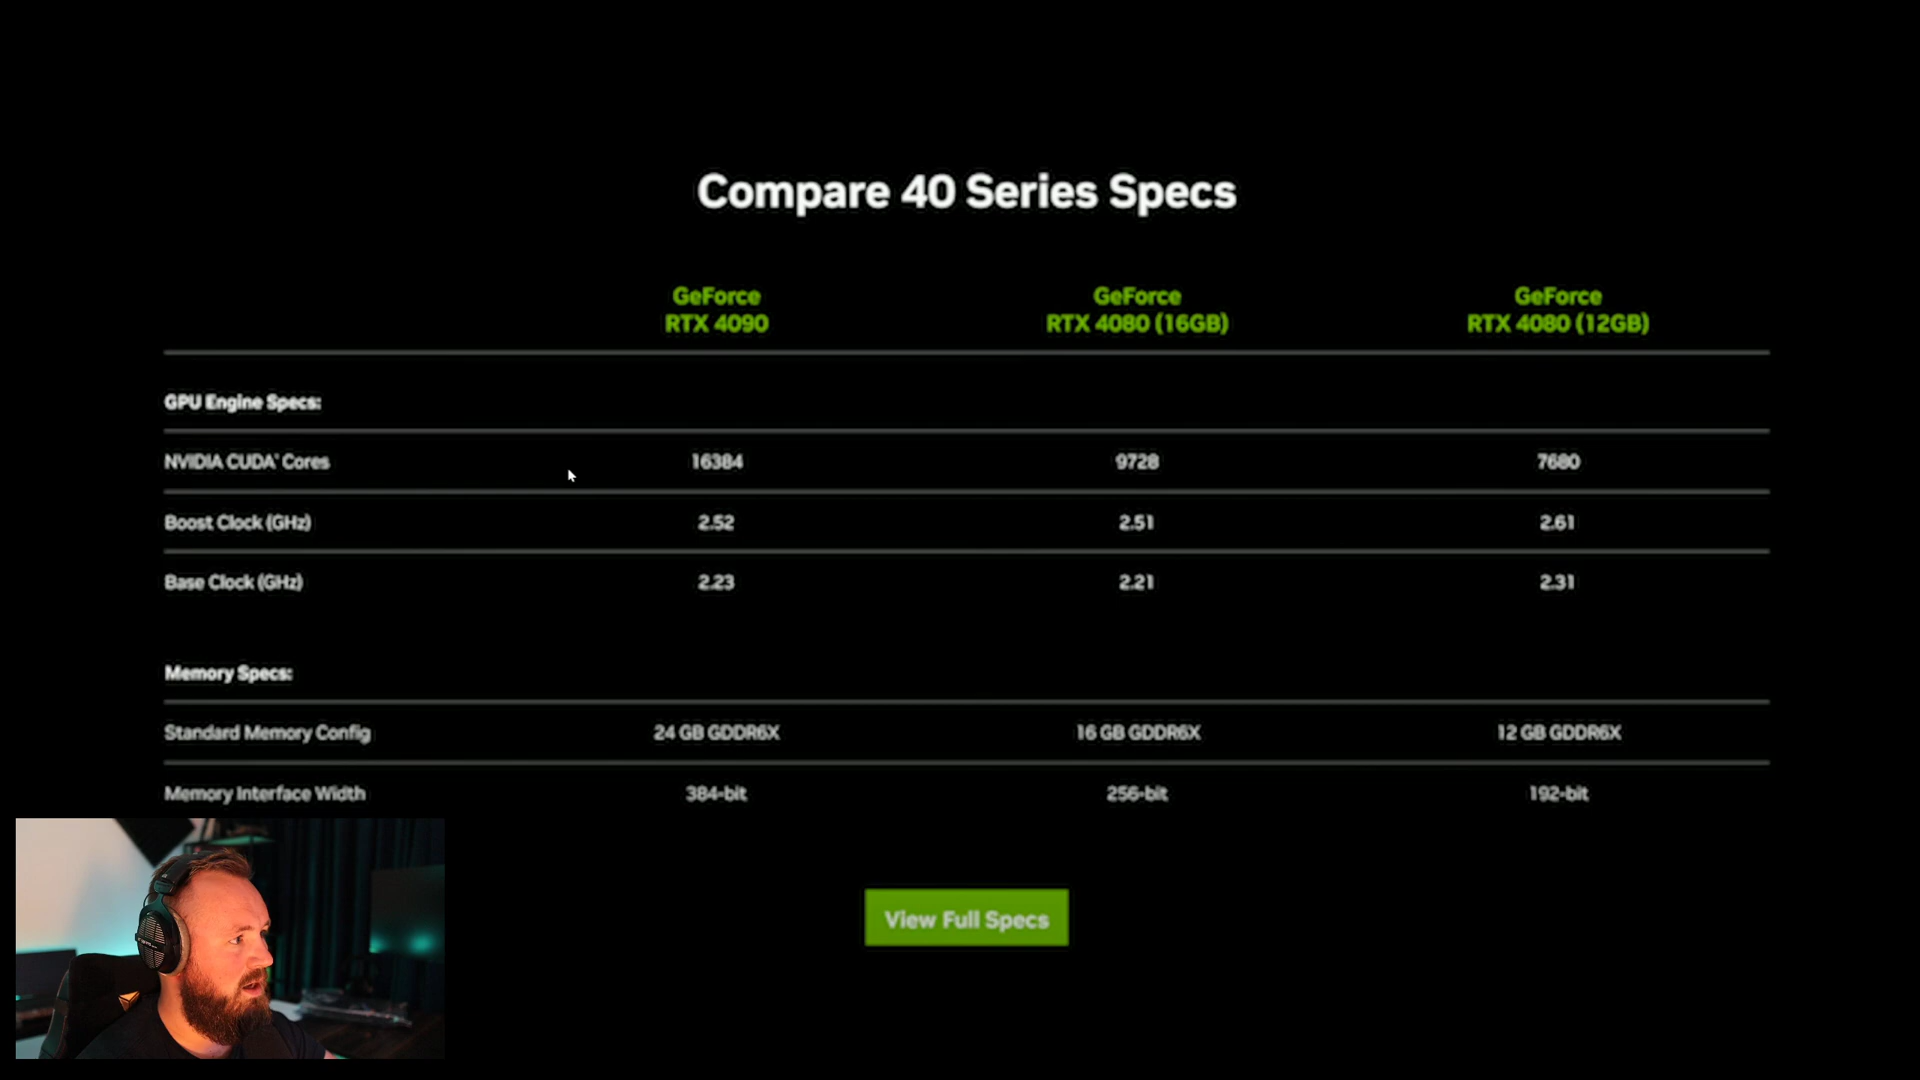 Compare 40 Series Specs
GeForce
RTX 4090
GeForce
RTX 4080 (16GB)
GeForce
RTX 4080 (12GB)
GPU Engine Specs:
NVIDIA CUDA® Cores 16384 9728 7680
Boost Clock (GHz) 2.52 2.51 2.61
Base Clock (GHz) 2.23 2.21 2.31
Memory Specs:
Standard Memory Config 24 GB GDDR6X 16 GB GDDR6X 12 GB GDDR6X
Memory Interface Width 384-bit 256-bit 192-bit
View Full Specs